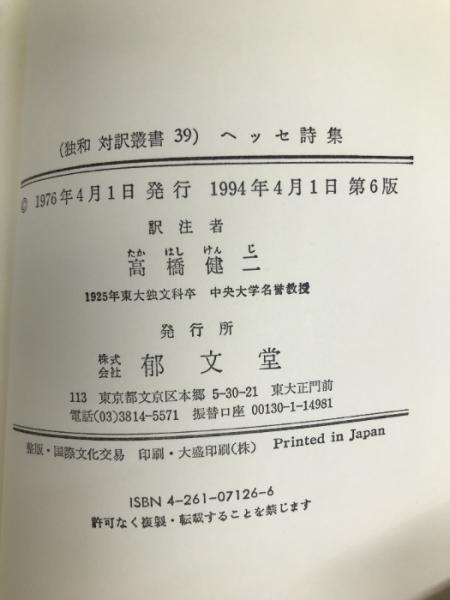 (独和 対訳叢書 39) ヘッセ詩集
© 1976年4月1日 発行 1994年4月1日 第6版
訳注者
たか はし けん じ
高橋健二
1925年東大独文科卒 中央大学名誉教授
発行所
株式会社 郁文堂
113 東京都文京区本郷 5-30-21 東大正門前
電話(03)3814-5571 振替口座 00130-1-14981
整版・国際文化交易 印刷・大盛印刷(株) Printed in Japan
ISBN 4-261-07126-6
許可なく複製・転載することを禁じます